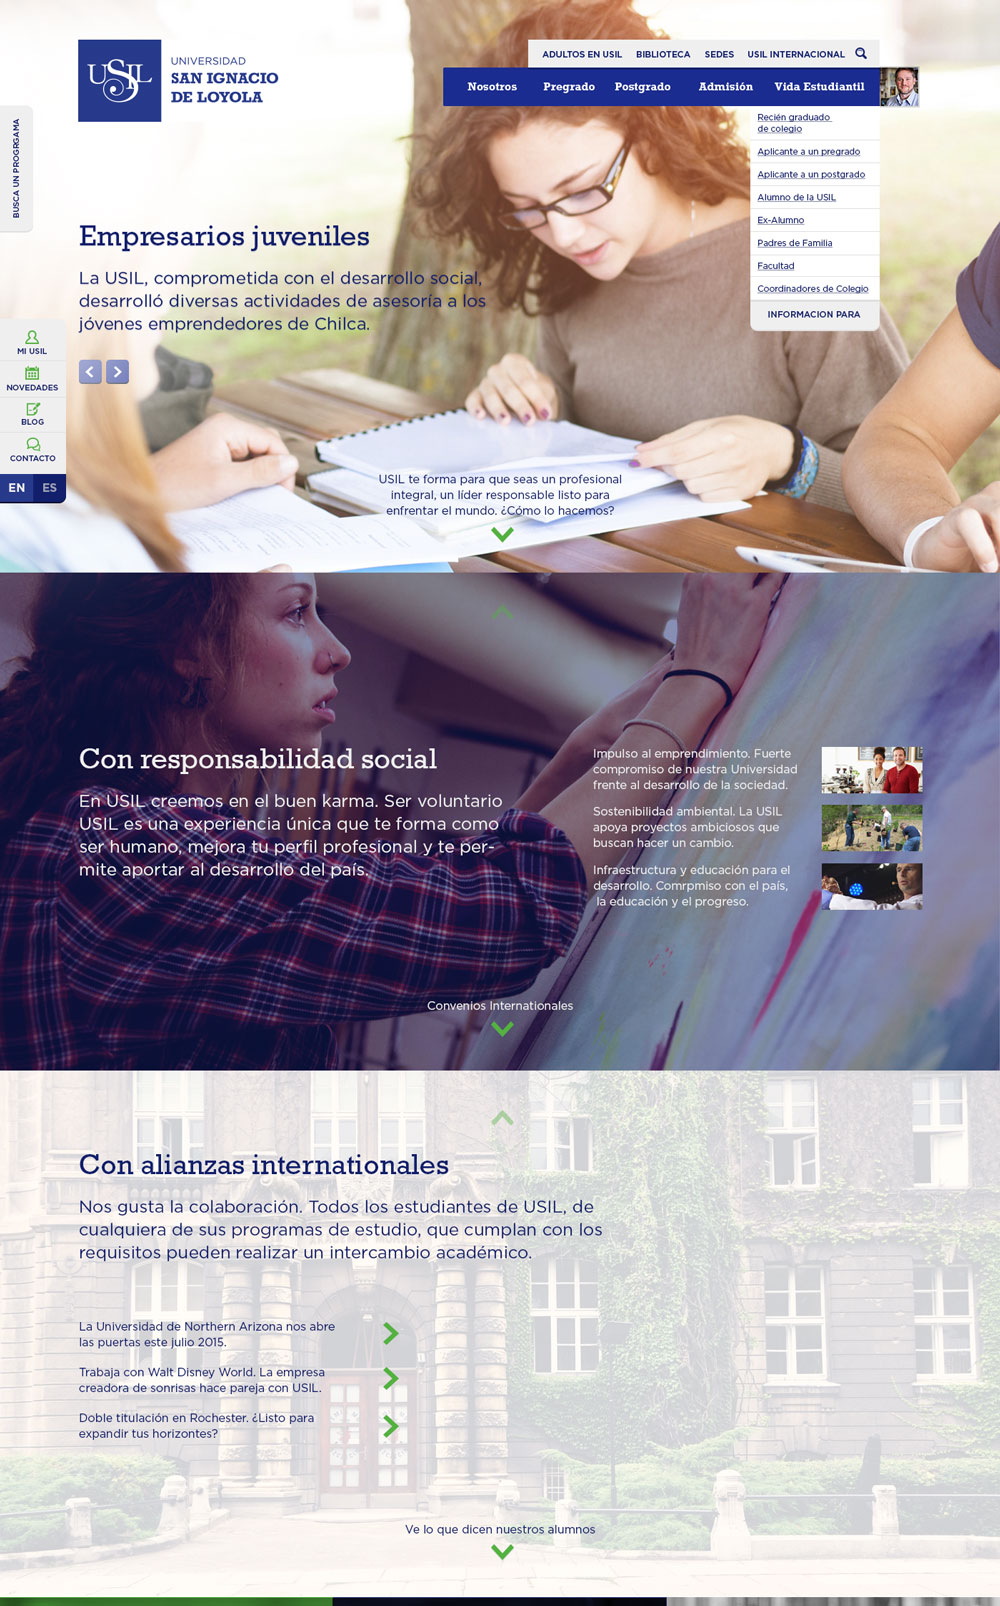 USIL
UNIVERSIDAD
SAN IGNACIO
DE LOYOLA
ADULTOS EN USIL BIBLIOTECA SEDES USIL INTERNACIONAL
Nosotros Pregrado Postgrado Admisión Vida Estudiantil
Recién graduado
de colegio
Aplicante a un pregrado
Aplicante a un postgrado
Alumno de la USIL
Ex-Alumno
Padres de Familia
Facultad
Coordinadores de Colegio
INFORMACION PARA
BUSCA UN PROGRGAMA
Empresarios juveniles
La USIL, comprometida con el desarrollo social,
desarrolló diversas actividades de asesoría a los
jóvenes emprendedores de Chilca.
MI USIL
NOVEDADES
BLOG
CONTACTO
EN ES
USIL te forma para que seas un profesional
integral, un líder responsable listo para
enfrentar el mundo. ¿Cómo lo hacemos?
Con responsabilidad social
En USIL creemos en el buen karma. Ser voluntario
USIL es una experiencia única que te forma como
ser humano, mejora tu perfil profesional y te per-
mite aportar al desarrollo del país.
Impulso al emprendimiento. Fuerte
compromiso de nuestra Universidad
frente al desarrollo de la sociedad.
Sostenibilidad ambiental. La USIL
apoya proyectos ambiciosos que
buscan hacer un cambio.
Infraestructura y educación para el
desarrollo. Comrpmiso con el país,
la educación y el progreso.
Convenios Internationales
Con alianzas internationales
Nos gusta la colaboración. Todos los estudiantes de USIL, de
cualquiera de sus programas de estudio, que cumplan con los
requisitos pueden realizar un intercambio académico.
La Universidad de Northern Arizona nos abre
las puertas este julio 2015.
Trabaja con Walt Disney World. La empresa
creadora de sonrisas hace pareja con USIL.
Doble titulación en Rochester. ¿Listo para
expandir tus horizontes?
Ve lo que dicen nuestros alumnos